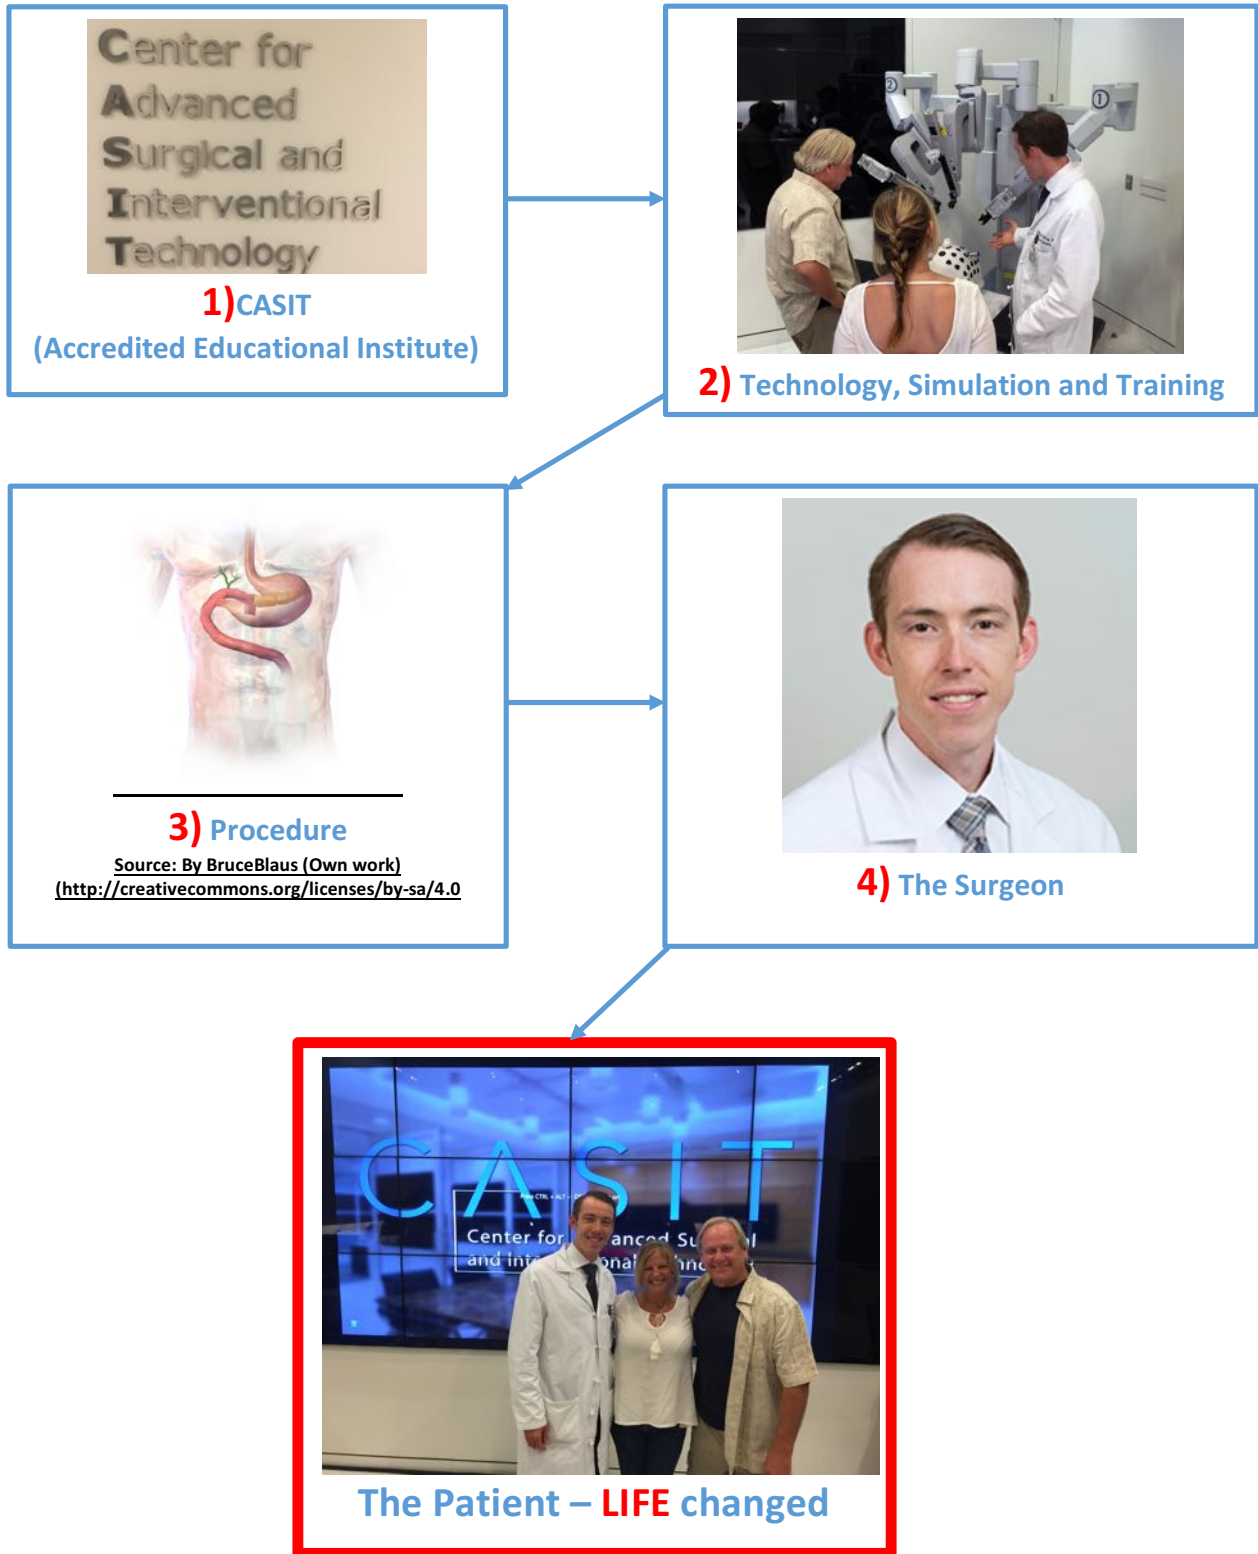 Center for
Advanced
Surgical and
Interventional
Technology
1)CASIT
(Accredited Educational Institute)
2
1
2) Technology, Simulation and Training
3) Procedure
Source: By BruceBlaus (Own work)
(http://creativecommons.org/licenses/by-sa/4.0
4) The Surgeon
CASIT
Center for
and
The Patient – LIFE changed